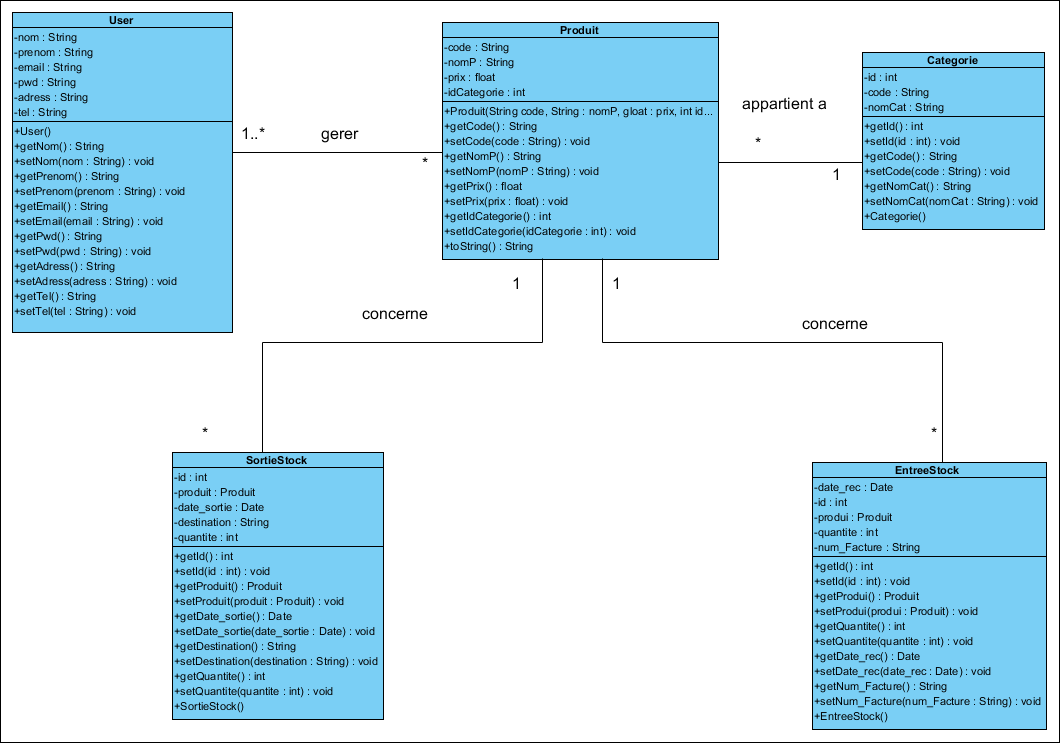 User
-nom : String
-prenom : String
-email : String
-pwd : String
-adress : String
-tel : String
+User()
+getNom() : String
+setNom(nom : String) : void
+getPrenom() : String
+setPrenom(prenom : String) : void
+getEmail() : String
+setEmail(email : String) : void
+getPwd() : String
+setPwd(pwd : String) : void
+getAdress() : String
+setAdress(adress : String) : void
+getTel() : String
+setTel(tel : String) : void
1..*
gerer
*
Produit
-code : String
-nomP : String
-prix : float
-idCategorie : int
+Produit(String code, String : nomP, gloat : prix, int id...
+getCode() : String
+setCode(code : String) : void
+getNomP() : String
+setNomP(nomP : String) : void
+getPrix() : float
+setPrix(prix : float) : void
+getIdCategorie() : int
+setIdCategorie(idCategorie : int) : void
+toString() : String
appartient a
*
1
Categorie
-id : int
-code : String
-nomCat : String
+getId() : int
+setId(id : int) : void
+getCode() : String
+setCode(code : String) : void
+getNomCat() : String
+setNomCat(nomCat : String) : void
+Categorie()
1
1
concerne
concerne
*
*
SortieStock
-id : int
-produit : Produit
-date_sortie : Date
-destination : String
-quantite : int
+getId() : int
+setId(id : int) : void
+getProduit() : Produit
+setProduit(produit : Produit) : void
+getDate_sortie() : Date
+setDate_sortie(date_sortie : Date) : void
+getDestination() : String
+setDestination(destination : String) : void
+getQuantite() : int
+setQuantite(quantite : int) : void
+SortieStock()
EntreeStock
-date_rec : Date
-id : int
-produi : Produit
-quantite : int
-num_Facture : String
+getId() : int
+setId(id : int) : void
+getProdui() : Produit
+setProdui(produi : Produit) : void
+getQuantite() : int
+setQuantite(quantite : int) : void
+getDate_rec() : Date
+setDate_rec(date_rec : Date) : void
+getNum_Facture() : String
+setNum_Facture(num_Facture : String) : void
+EntreeStock()